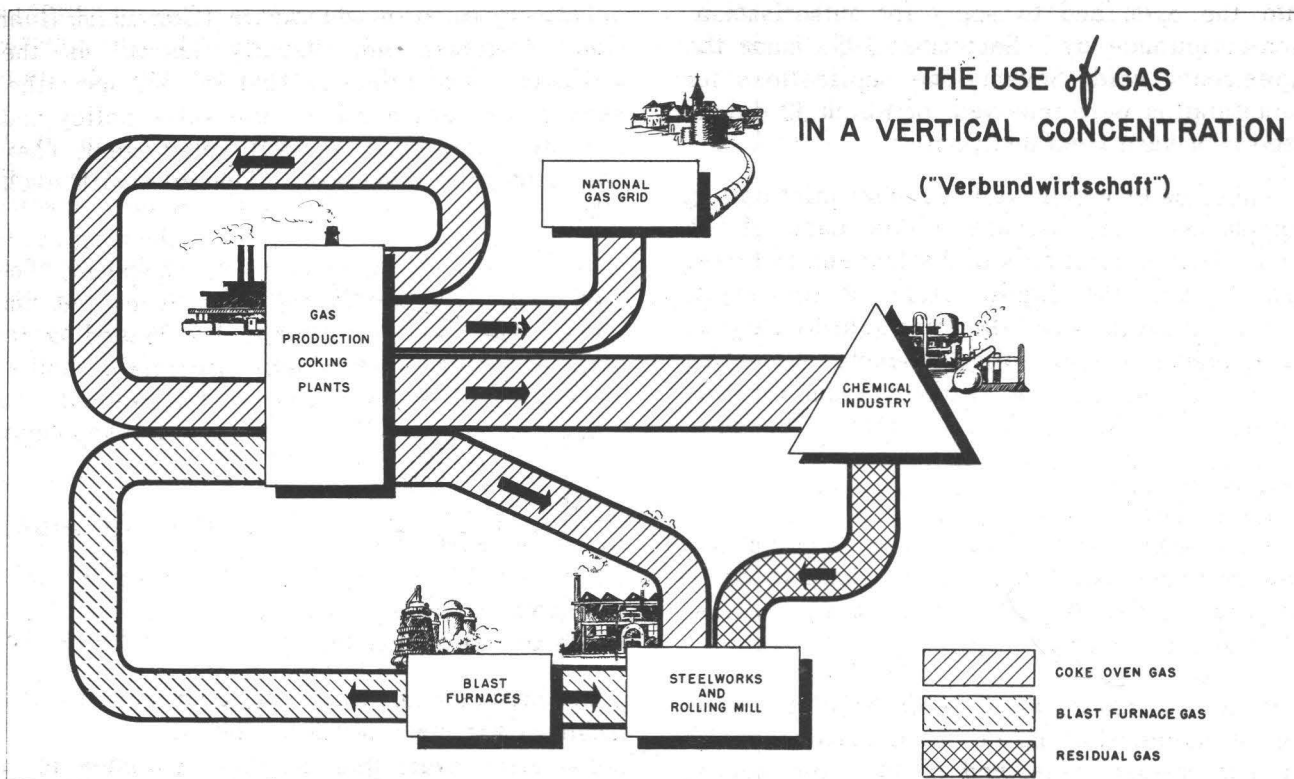 THE USE of GAS
IN A VERTICAL CONCENTRATION
("Verbundwirtschaft")
NATIONAL
GAS GRID
GAS
PRODUCTION
COKING
PLANTS
CHEMICAL
INDUSTRY
BLAST
FURNACES
STEELWORKS
AND
ROLLING MILL
COKE OVEN GAS
BLAST FURNACE GAS
RESIDUAL GAS